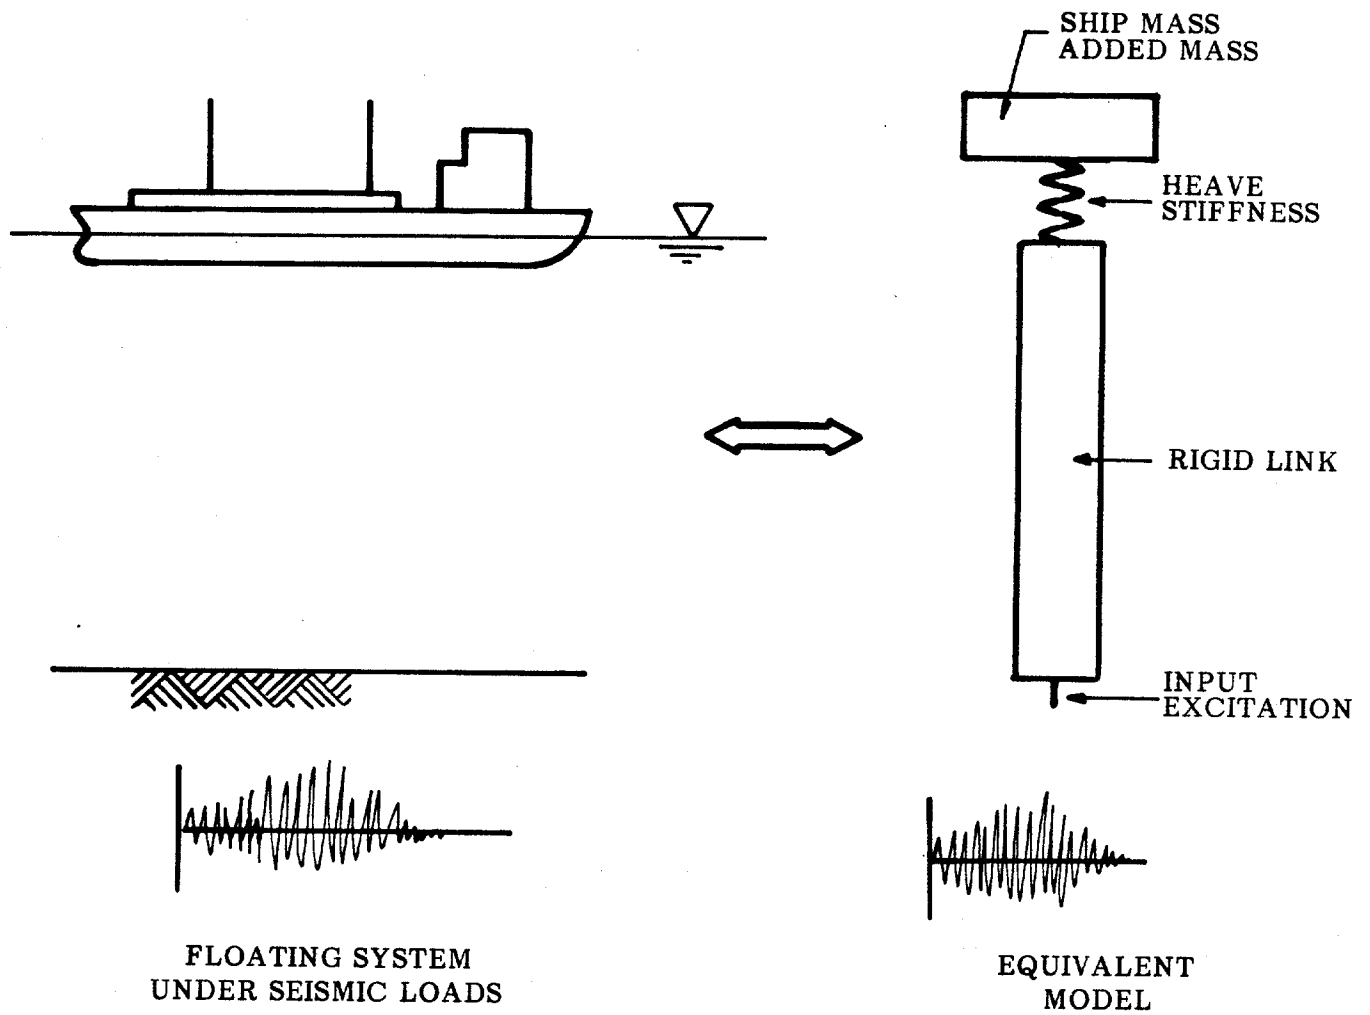 SHIP MASS
ADDED MASS
HEAVE
STIFFNESS
RIGID LINK
INPUT
EXCITATION
FLOATING SYSTEM
UNDER SEISMIC LOADS
EQUIVALENT
MODEL